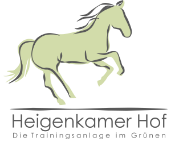 Heigenkamer Hof
Die Trainingsanlage im Grünen